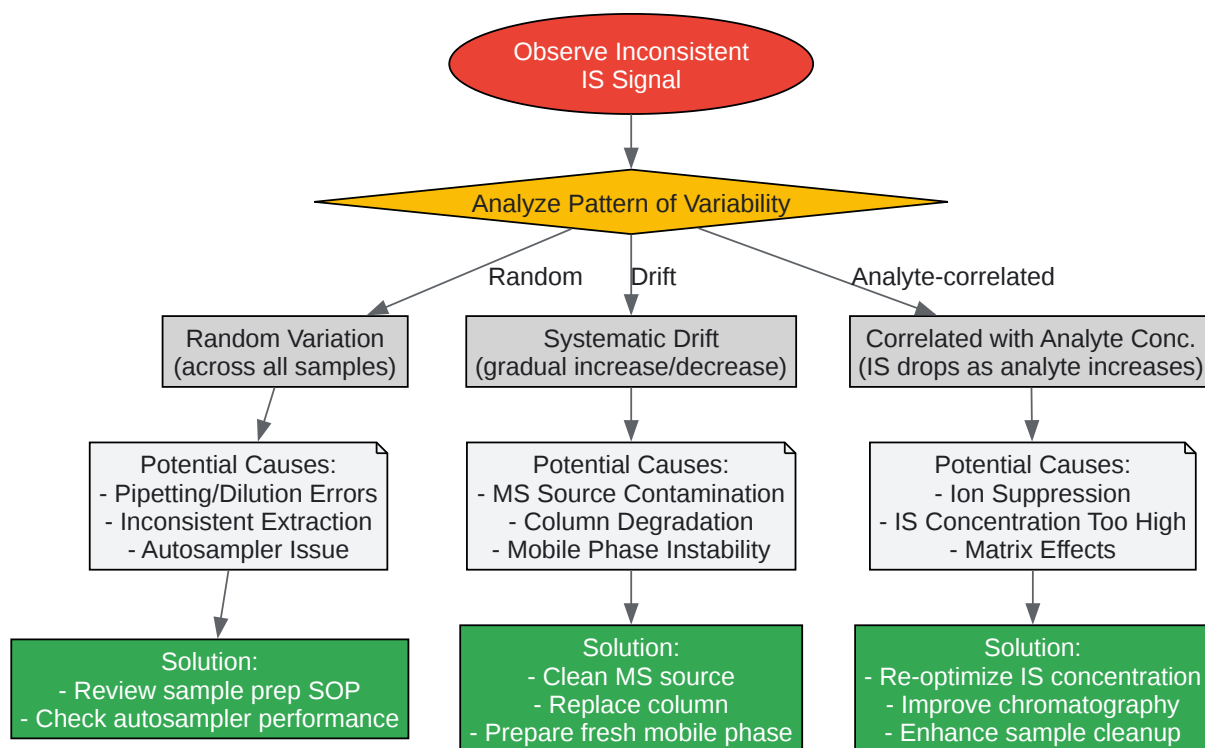 Observe Inconsistent
IS Signal
Analyze Pattern of Variability
Random
Drift
Analyte-correlated
Random Variation
(across all samples)
Systematic Drift
(gradual increase/decrease)
Correlated with Analyte Conc.
(IS drops as analyte increases)
Potential Causes:
- Pipetting/Dilution Errors
- Inconsistent Extraction
- Autosampler Issue
Potential Causes:
- MS Source Contamination
- Column Degradation
- Mobile Phase Instability
Potential Causes:
- Ion Suppression
- IS Concentration Too High
- Matrix Effects
Solution:
- Review sample prep SOP
- Check autosampler performance
Solution:
- Clean MS source
- Replace column
- Prepare fresh mobile phase
Solution:
- Re-optimize IS concentration
- Improve chromatography
- Enhance sample cleanup